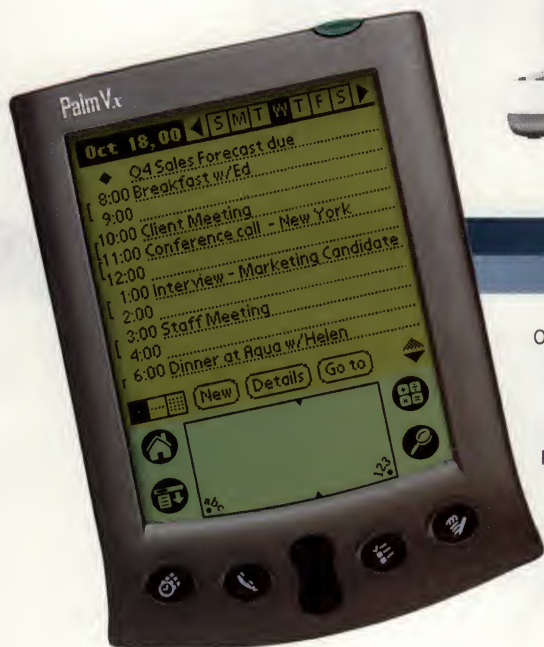 Palm Vx
Oct 18,00 S M T W T F S
Q4 Sales Forecast due
8:00 Breakfast w/Ed
9:00
10:00 Client Meeting
11:00 Conference call - New York
12:00
1:00 Interview - Marketing Candidate
2:00
3:00 Staff Meeting
4:00
6:00 Dinner at Aqua w/Helen
New Details Go to
abc 123